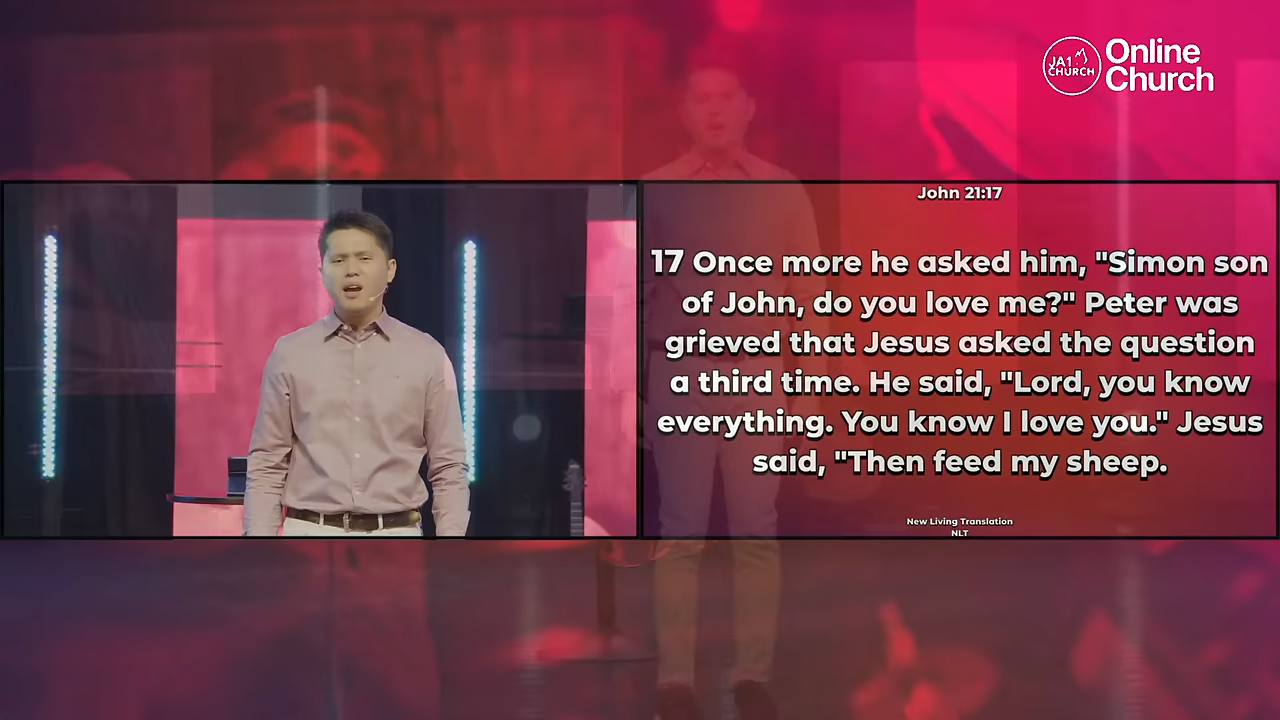 JA1
CHURCH
Online
Church
John 21:17
17 Once more he asked him, "Simon son
of John, do you love me?" Peter was
grieved that Jesus asked the question
a third time. He said, "Lord, you know
everything. You know I love you." Jesus
said, "Then feed my sheep.
New Living Translation
NLT